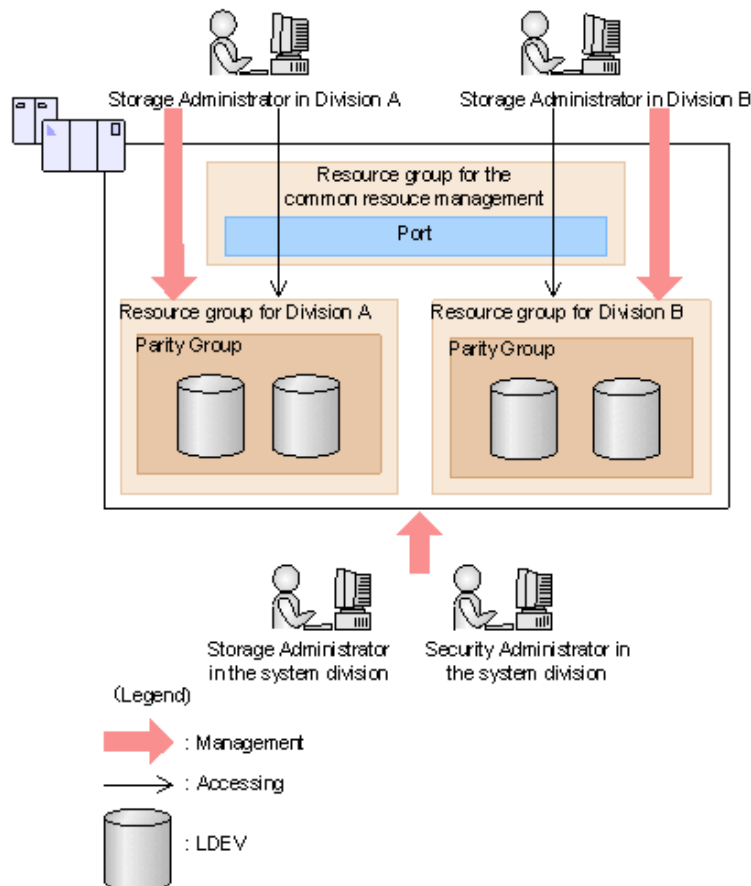 Storage Administrator in Division A
Storage Administrator in Division B
Resource group for the
common resouce management
Port
Resource group for Division A
Parity Group
Resource group for Division B
Parity Group
Storage Administrator
in the system division
Security Administrator in
the system division
(Legend)
: Management
: Accessing
: LDEV